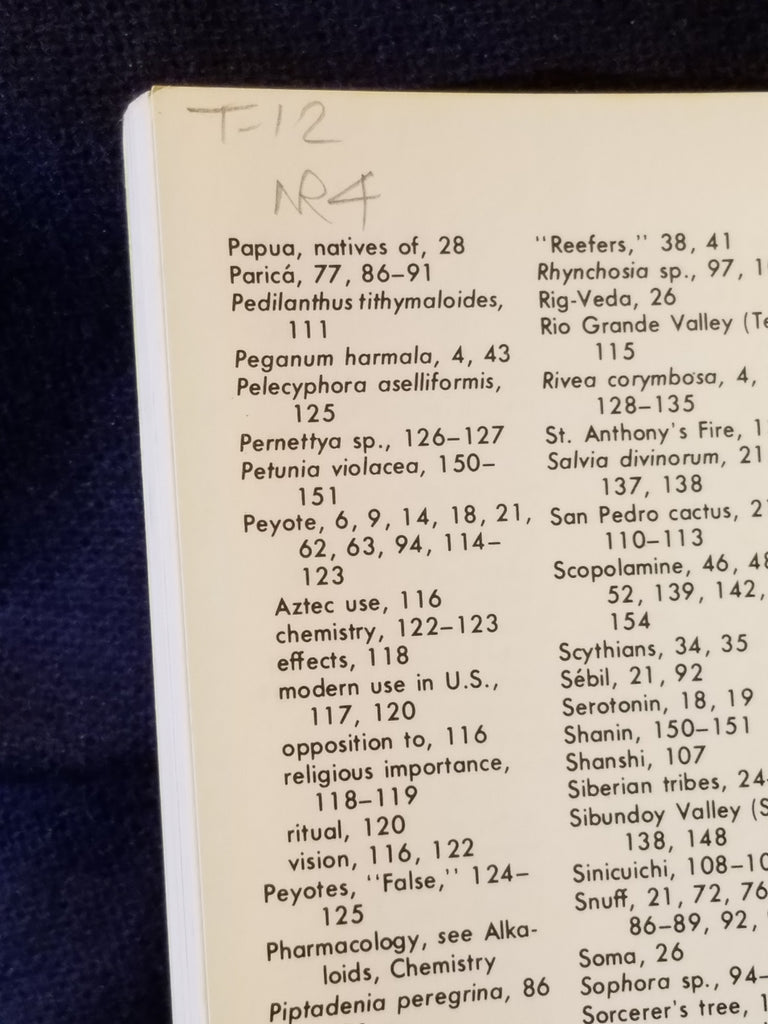 T-12
NR4
Papua, natives of, 28
Paricá, 77, 86–91
Pedilanthus tithymaloides,
111
Peganum harmala, 4, 43
Pelecyphora aselliformis,
125
Pernettya sp., 126–127
Petunia violacea, 150–
151
Peyote, 6, 9, 14, 18, 21,
62, 63, 94, 114–
123
Aztec use, 116
chemistry, 122–123
effects, 118
modern use in U.S.,
117, 120
opposition to, 116
religious importance,
118–119
ritual, 120
vision, 116, 122
Peyotes, "False," 124–
125
Pharmacology, see Alka-
loids, Chemistry
Piptadenia peregrina, 86
"Reefers," 38, 41
Rhynchosia sp., 97,
Rig-Veda, 26
Rio Grande Valley
115
Rivea corymbosa, 4,
128–135
St. Anthony's Fire,
Salvia divinorum, 21
137, 138
San Pedro cactus,
110–113
Scopolamine, 46,
52, 139, 142,
154
Scythians, 34, 35
Sébil, 21, 92
Serotonin, 18, 19
Shanin, 150–151
Shanshi, 107
Siberian tribes, 24–
Sibundoy Valley
138, 148
Sinicuichi,
Snuff, 21, 72, 76
86–89, 92,
Soma, 26
Sophora sp., 94–
Sorcerer's tree,